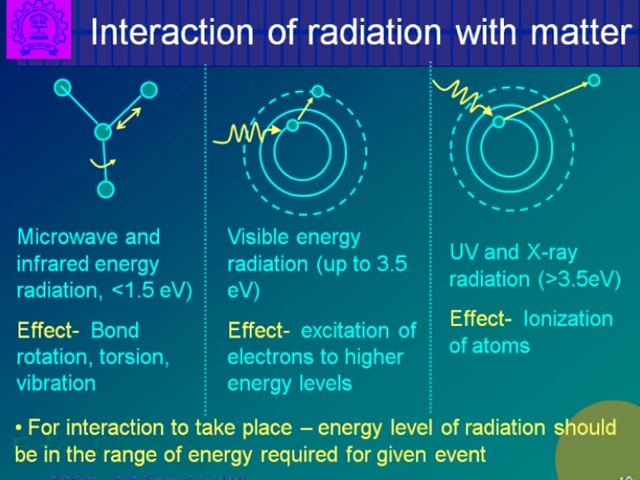 Interaction of radiation with matter
Microwave and
infrared energy
radiation, <1.5 eV)
Effect- Bond
rotation, torsion,
vibration
Visible energy
radiation (up to 3.5
eV)
Effect- excitation of
electrons to higher
energy levels
UV and X-ray
radiation (>3.5eV)
Effect- Ionization
of atoms
• For interaction to take place – energy level of radiation should
be in the range of energy required for given event